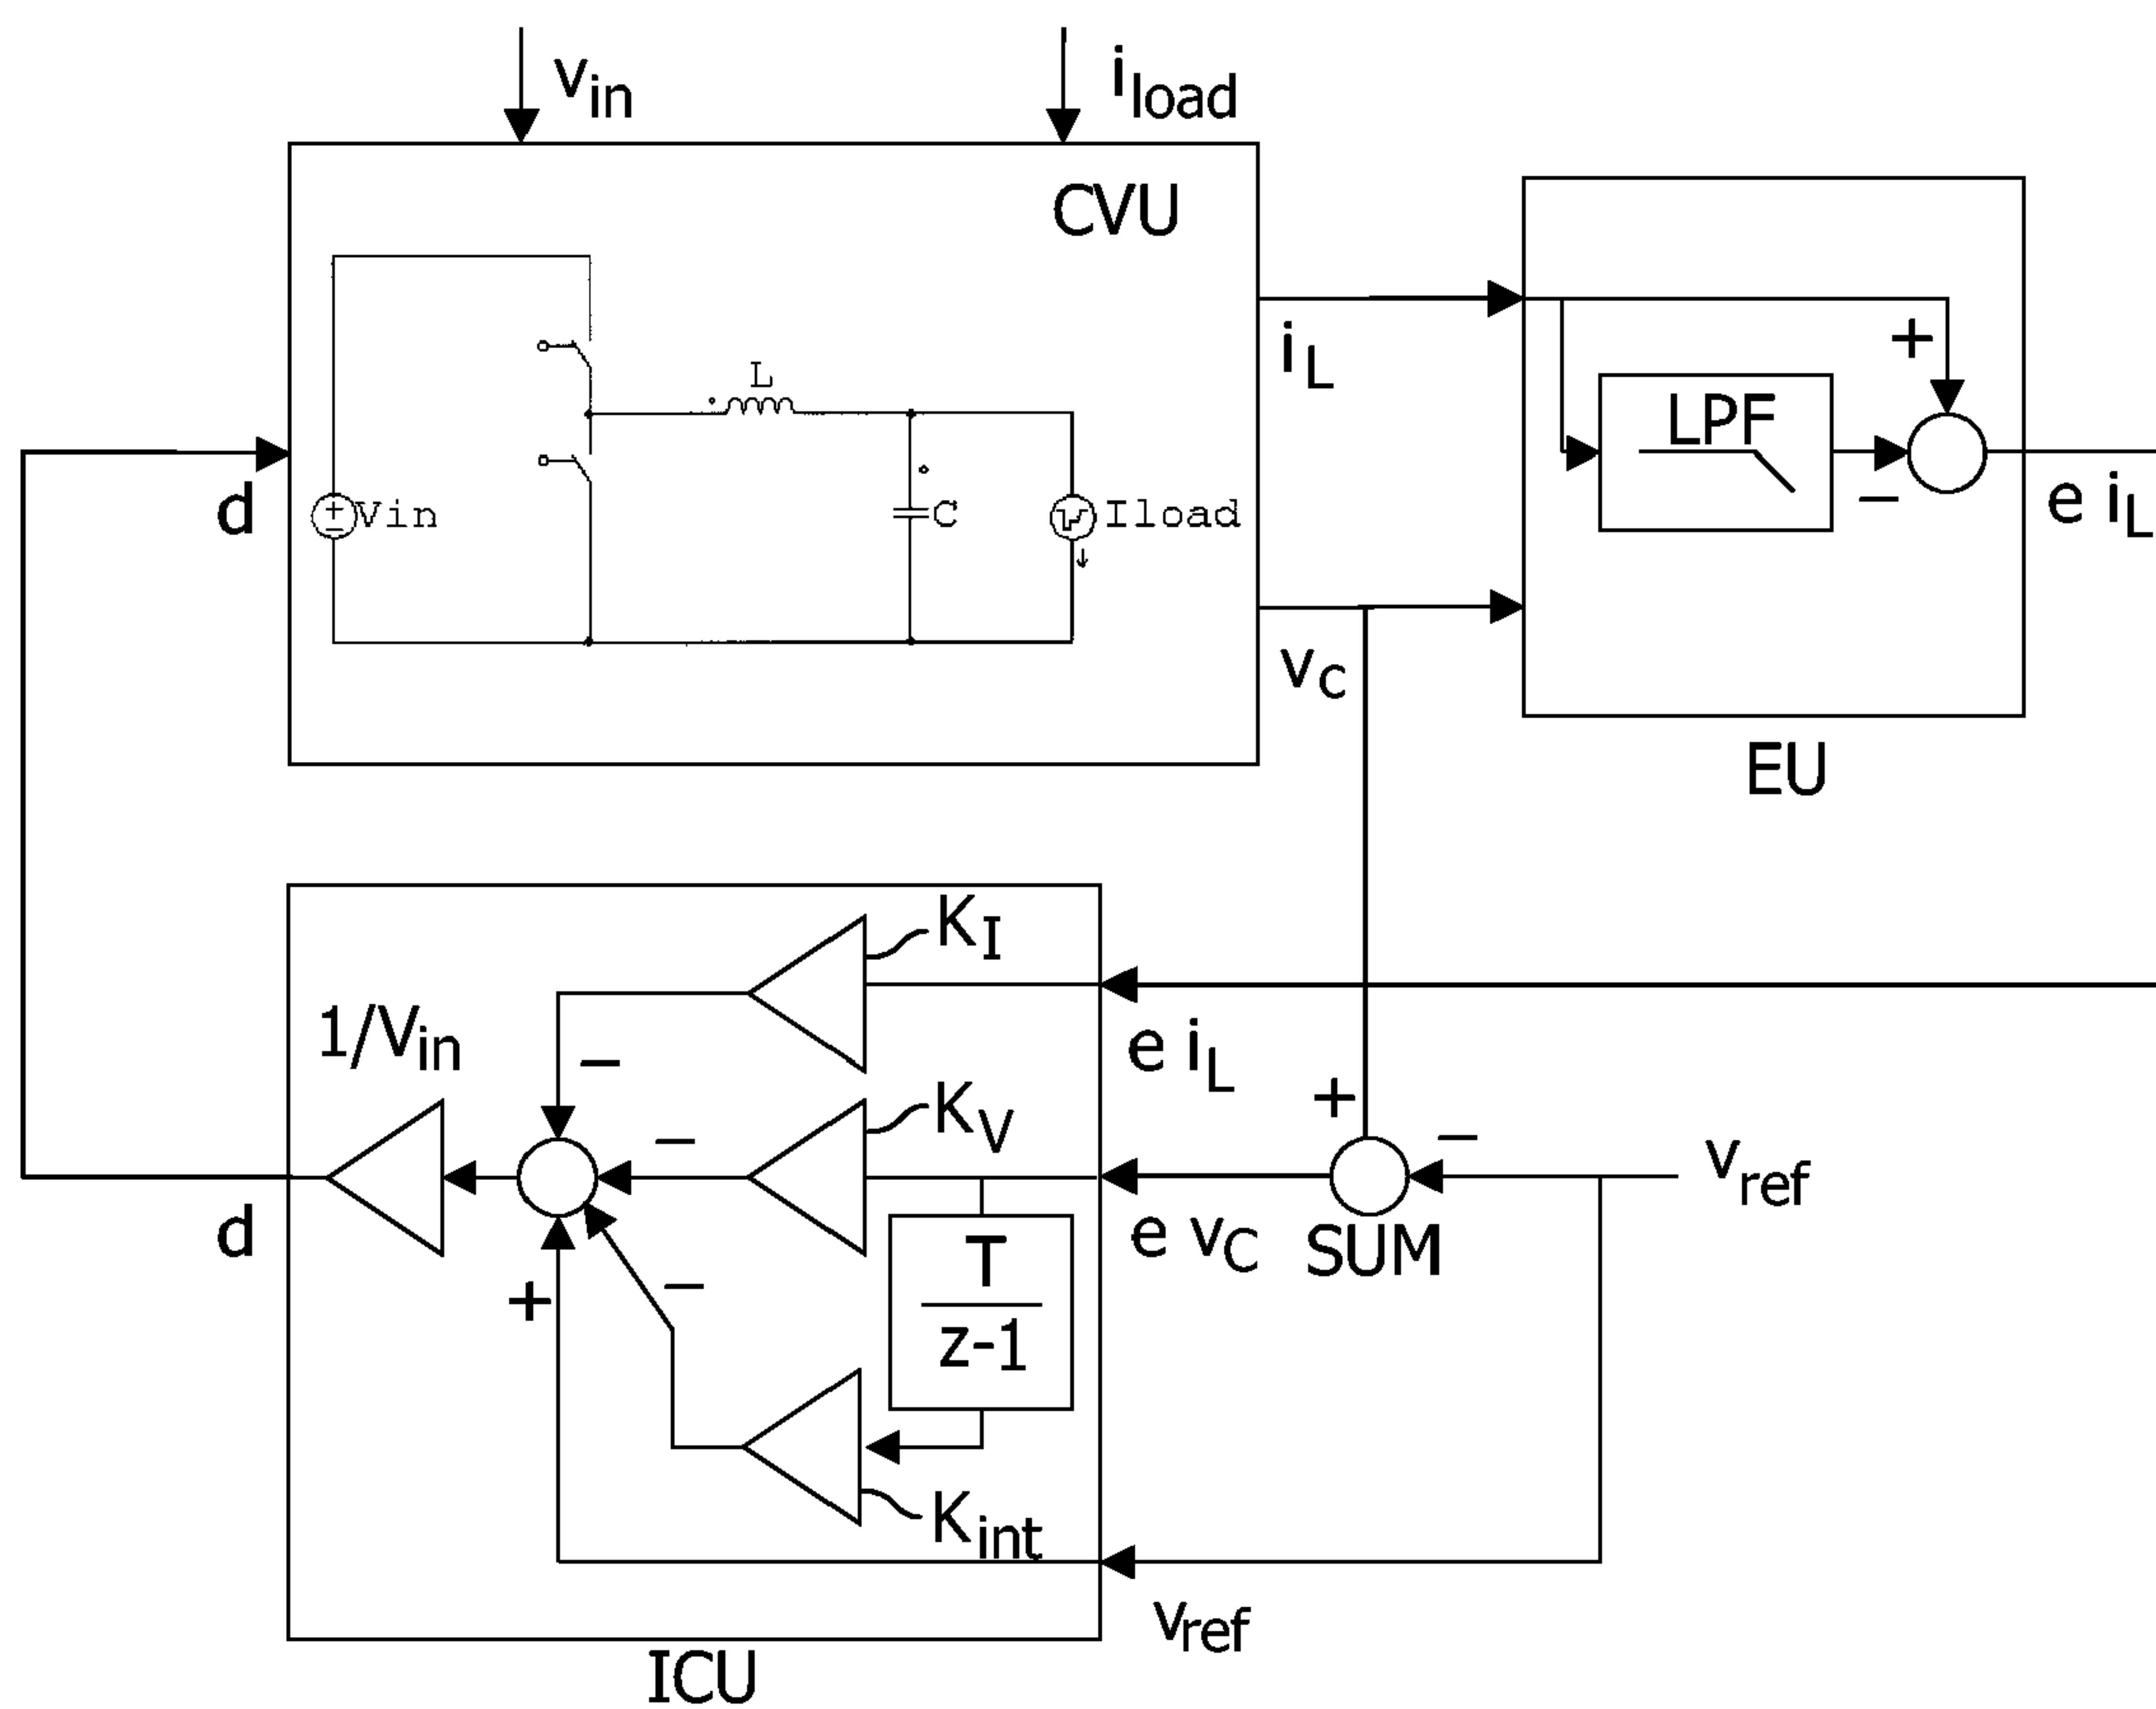 vin
iload
CVU
L
iL
+
LPF
−
e iL
d
+
−
Vin
C
Iload
vC
EU
KI
1/Vin
−
e iL
KV
+
−
−
vref
d
e vC
SUM
T
z-1
−
+
Kint
vref
ICU